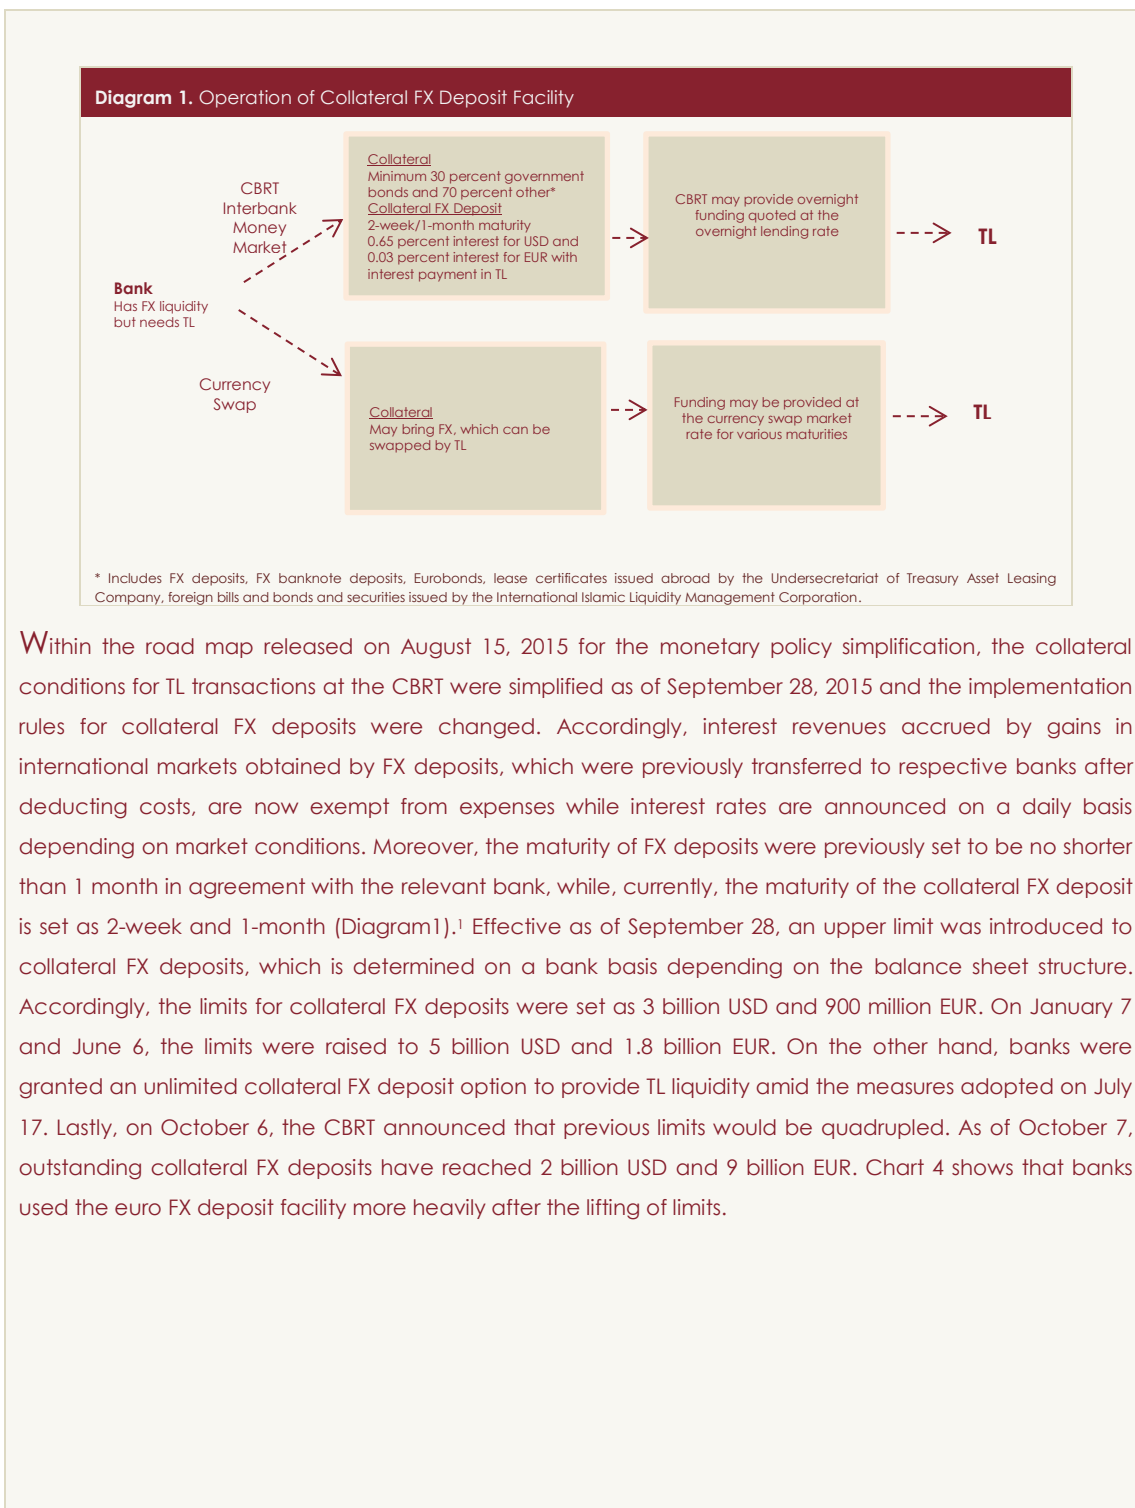 Diagram 1. Operation of Collateral FX Deposit Facility
CBRT
Interbank
Money
Market
Bank
Has FX liquidity
but needs TL
Currency
Swap
Collateral
Minimum 30 percent government
bonds and 70 percent other*
Collateral FX Deposit
2-week/1-month maturity
0.65 percent interest for USD and
0.03 percent interest for EUR with
interest payment in TL
CBRT may provide overnight
funding quoted at the
overnight lending rate
TL
Collateral
May bring FX, which can be
swapped by TL
Funding may be provided at
the currency swap market
rate for various maturities
TL
* Includes FX deposits, FX banknote deposits, Eurobonds, lease certificates issued abroad by the Undersecretariat of Treasury Asset Leasing
Company, foreign bills and bonds and securities issued by the International Islamic Liquidity Management Corporation.
Within the road map released on August 15, 2015 for the monetary policy simplification, the collateral
conditions for TL transactions at the CBRT were simplified as of September 28, 2015 and the implementation
rules for collateral FX deposits were changed. Accordingly, interest revenues accrued by gains in
international markets obtained by FX deposits, which were previously transferred to respective banks after
deducting costs, are now exempt from expenses while interest rates are announced on a daily basis
depending on market conditions. Moreover, the maturity of FX deposits were previously set to be no shorter
than 1 month in agreement with the relevant bank, while, currently, the maturity of the collateral FX deposit
is set as 2-week and 1-month (Diagram1).1 Effective as of September 28, an upper limit was introduced to
collateral FX deposits, which is determined on a bank basis depending on the balance sheet structure.
Accordingly, the limits for collateral FX deposits were set as 3 billion USD and 900 million EUR. On January 7
and June 6, the limits were raised to 5 billion USD and 1.8 billion EUR. On the other hand, banks were
granted an unlimited collateral FX deposit option to provide TL liquidity amid the measures adopted on July
17. Lastly, on October 6, the CBRT announced that previous limits would be quadrupled. As of October 7,
outstanding collateral FX deposits have reached 2 billion USD and 9 billion EUR. Chart 4 shows that banks
used the euro FX deposit facility more heavily after the lifting of limits.